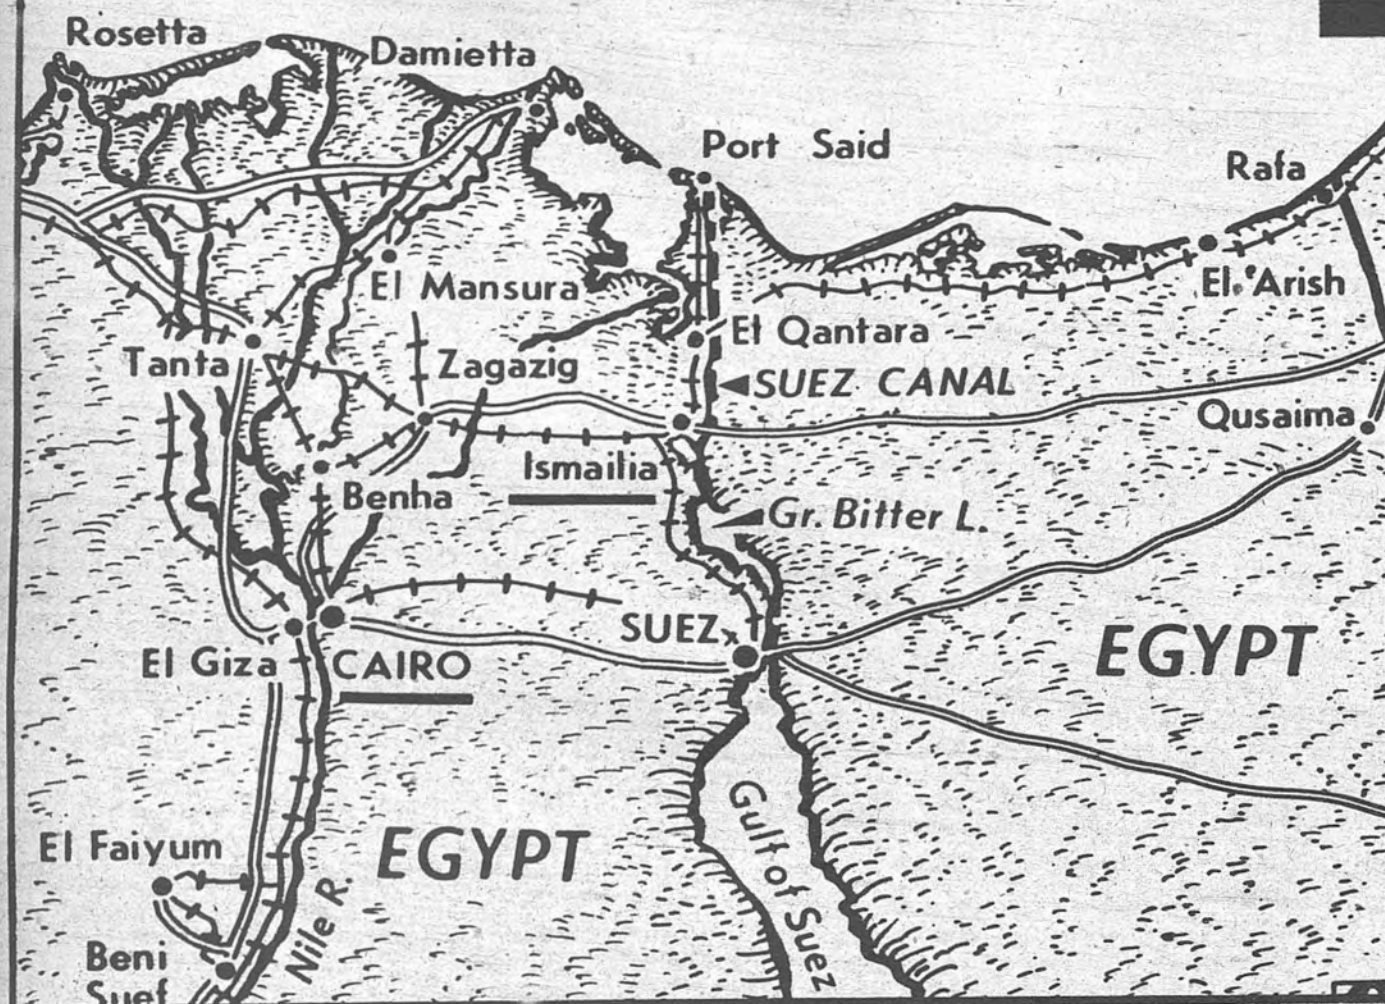 Rosetta
Damietta
Port Said
Rafa
El Mansura
El 'Arish
El Qantara
Tanta
Zagazig
SUEZ CANAL
Qusaima
Ismailia
Benha
Gr. Bitter L.
SUEZ
EGYPT
El Giza
CAIRO
Gulf of Suez
El Faiyum
EGYPT
Nile R.
Beni
Suef